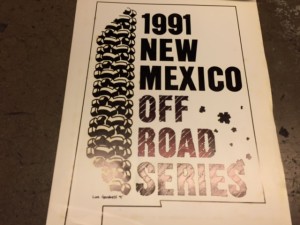 1991
NEW
MEXICO
OFF
ROAD
SERIES